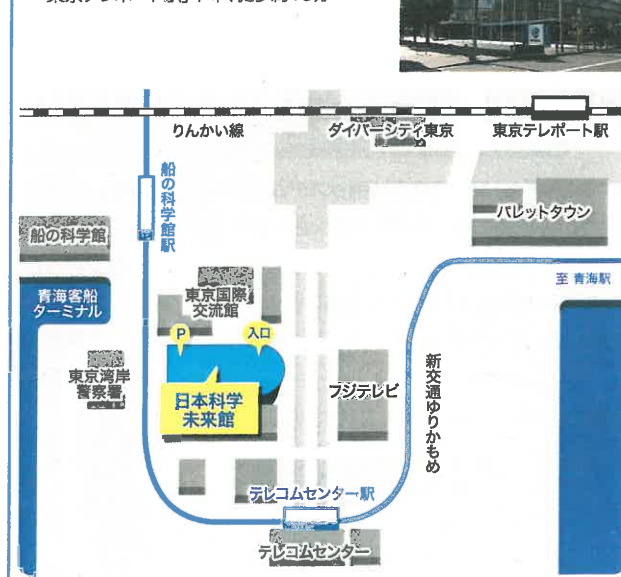 りんかい線
ダイバーシティ東京
東京テレポート駅
船の科学館駅
パレットタウン
船の科学館
至 青海駅
青海客船
ターミナル
東京国際
交流館
P
入口
東京湾岸
警察署
日本科学
未来館
フジテレビ
新交通ゆりかもめ
テレコムセンター駅
テレコムセンター